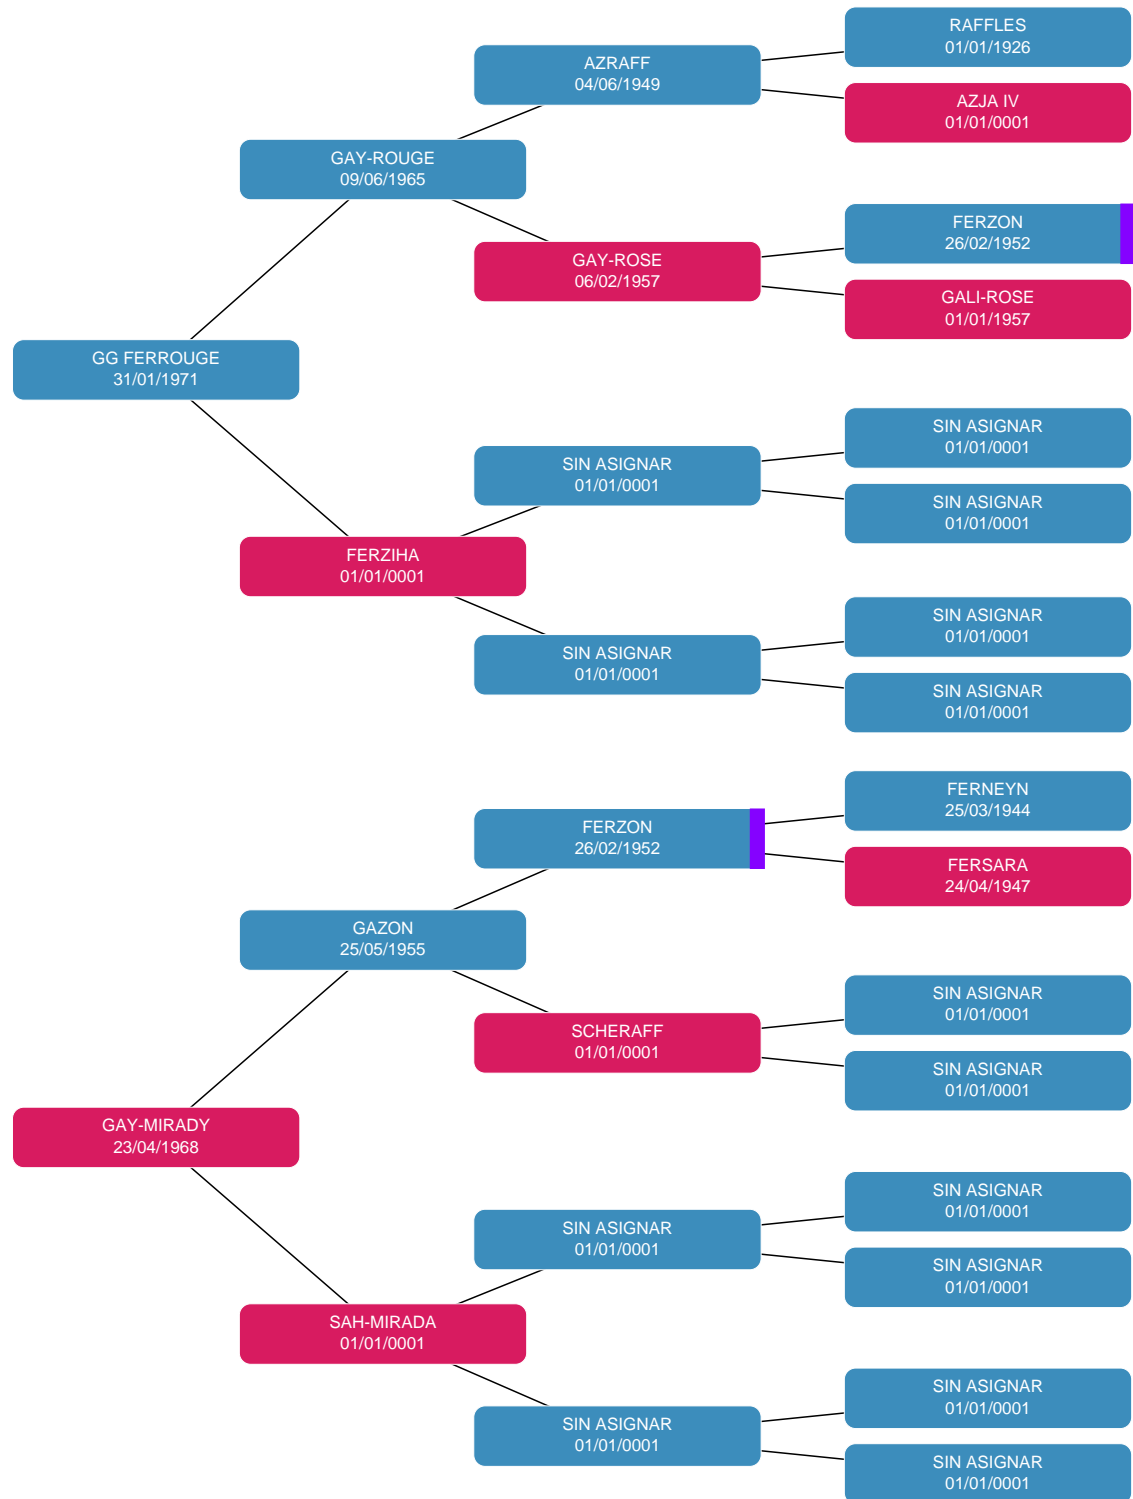 RAFFLES
01/01/1926
AZRAFF
04/06/1949
AZJA IV
01/01/0001
GAY-ROUGE
09/06/1965
FERZON
26/02/1952
GAY-ROSE
06/02/1957
GALI-ROSE
01/01/1957
GG FERROUGE
31/01/1971
SIN ASIGNAR
01/01/0001
SIN ASIGNAR
01/01/0001
SIN ASIGNAR
01/01/0001
FERZIHA
01/01/0001
SIN ASIGNAR
01/01/0001
SIN ASIGNAR
01/01/0001
SIN ASIGNAR
01/01/0001
FERNEYN
25/03/1944
FERZON
26/02/1952
FERSARA
24/04/1947
GAZON
25/05/1955
SIN ASIGNAR
01/01/0001
SCHERAFF
01/01/0001
SIN ASIGNAR
01/01/0001
GAY-MIRADY
23/04/1968
SIN ASIGNAR
01/01/0001
SIN ASIGNAR
01/01/0001
SIN ASIGNAR
01/01/0001
SAH-MIRADA
01/01/0001
SIN ASIGNAR
01/01/0001
SIN ASIGNAR
01/01/0001
SIN ASIGNAR
01/01/0001